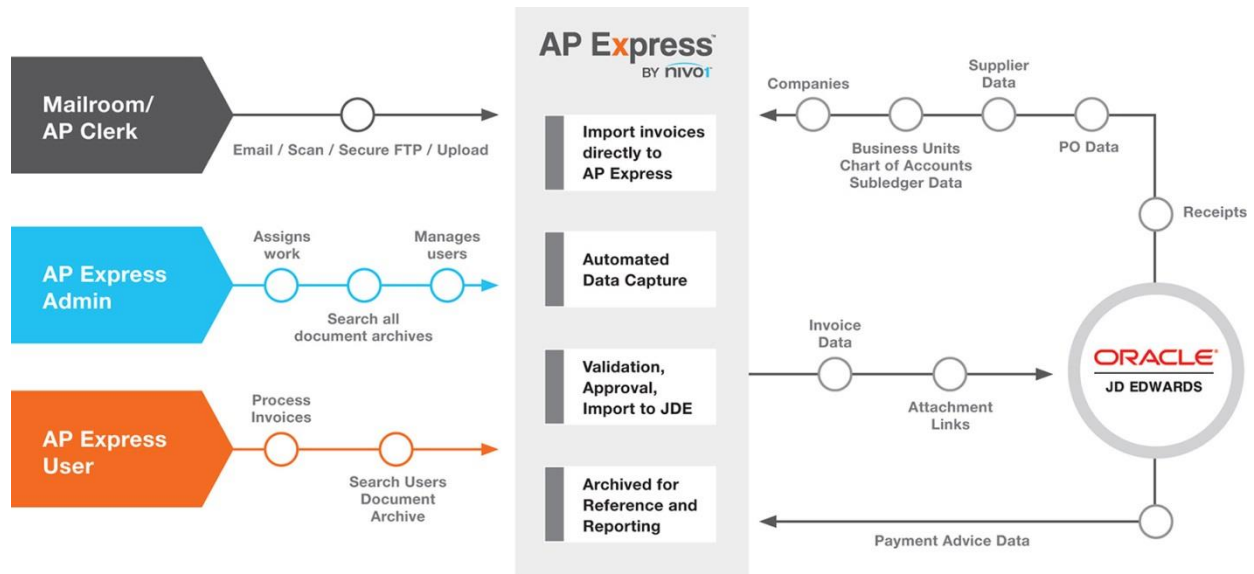 Mailroom/
AP Clerk
Email / Scan / Secure FTP / Upload
AP Express
Admin
Assigns
work
Search all
document archives
Manages
users
AP Express
User
Process
Invoices
Search Users
Document
Archive
AP Express™
BY nivo1
Import invoices
directly to
AP Express
Automated
Data Capture
Validation,
Approval,
Import to JDE
Archived for
Reference and
Reporting
Companies
Business Units
Chart of Accounts
Subledger Data
Supplier
Data
PO Data
Receipts
Invoice
Data
Attachment
Links
ORACLE®
JD EDWARDS
Payment Advice Data